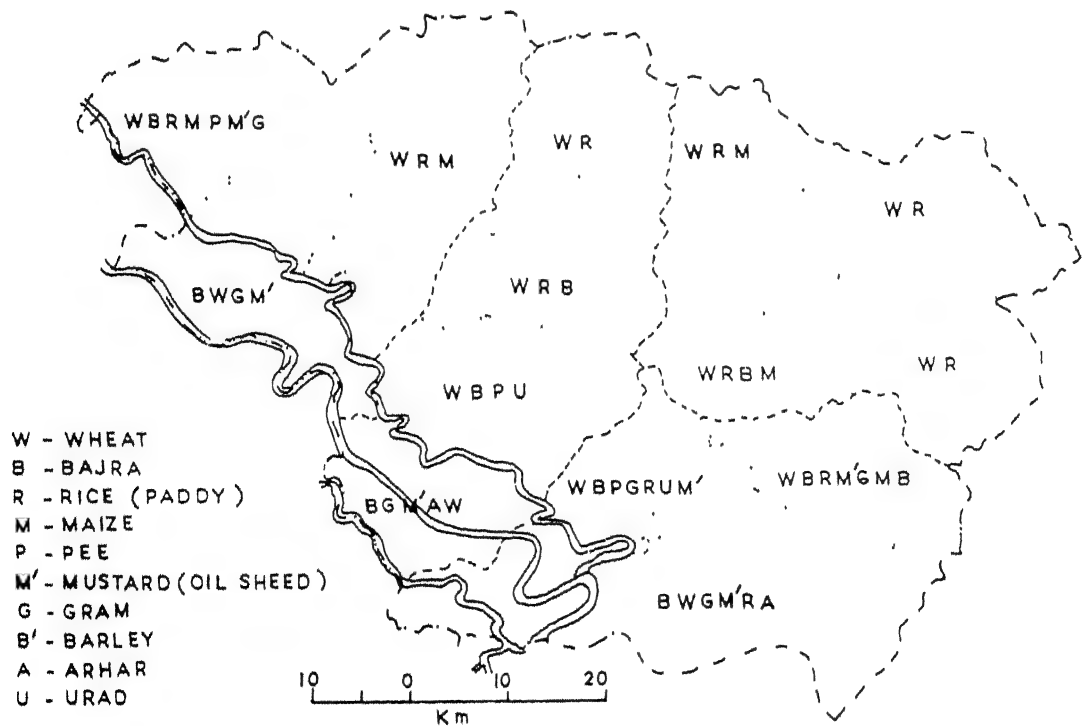 WBRMPM'G
WRM
WR
WRM
WR
BWGM'
WRB
WRBM
WR
WBPU
W - WHEAT
B - BAJRA
R - RICE (PADDY)
M - MAIZE
P - PEE
M' - MUSTARD (OIL SHEED)
G - GRAM
B' - BARLEY
A - ARHAR
U - URAD
BGM'AW
WBPGRUM'
WBRM'GMB
BWGM'RA
10 0 10 20
Km